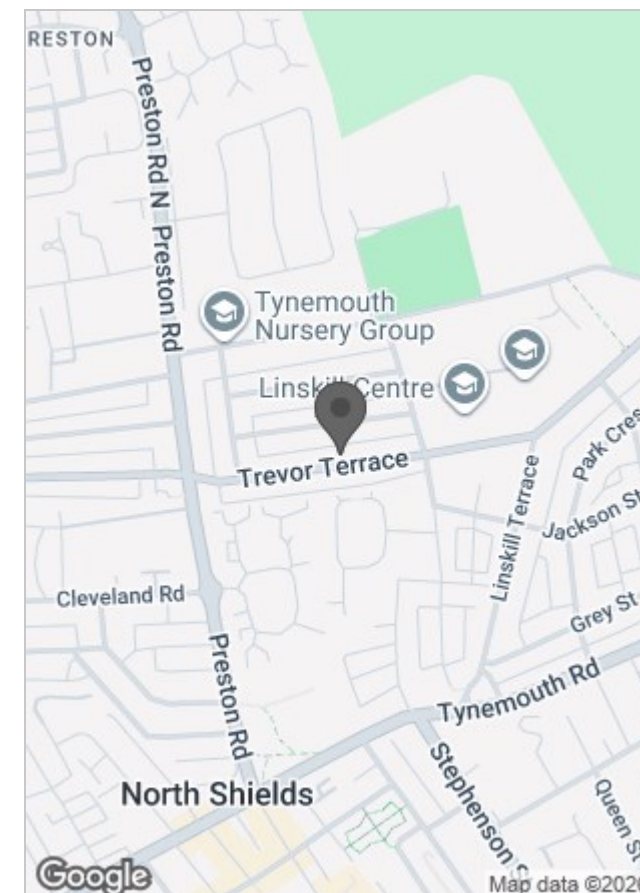 RESTON
Preston Rd N
Preston Rd
Tynemouth
Nursery Group
Linskill Centre
Trevor Terrace
Park Cres
Linskill Terrace
Jackson St
Cleveland Rd
Grey St
Preston Rd
Tynemouth Rd
North Shields
Stephenson S
Queen St
Google
Map data ©202